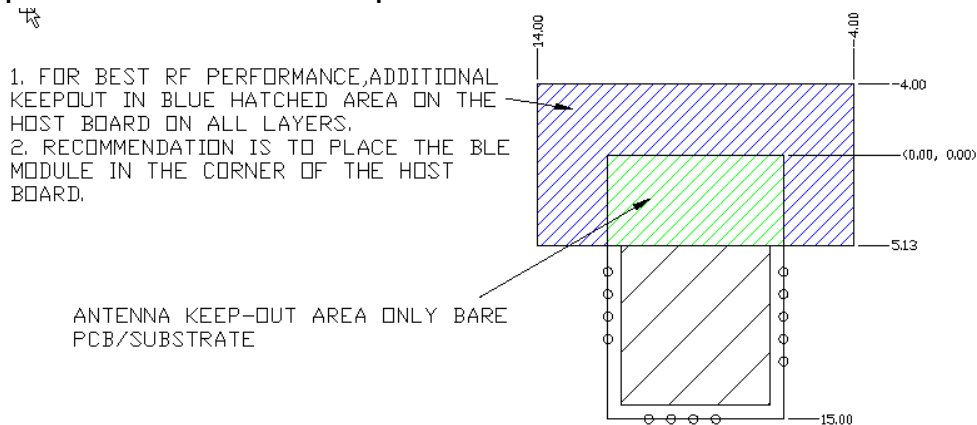 14.00
-4.00
1. FOR BEST RF PERFORMANCE,ADDITIONAL
KEEPOUT IN BLUE HATCHED AREA ON THE
HOST BOARD ON ALL LAYERS.
2. RECOMMENDATION IS TO PLACE THE BLE
MODULE IN THE CORNER OF THE HOST
BOARD.
-4.00
(0.00, 0.00)
5.13
ANTENNA KEEP-OUT AREA ONLY BARE
PCB/SUBSTRATE
15.00